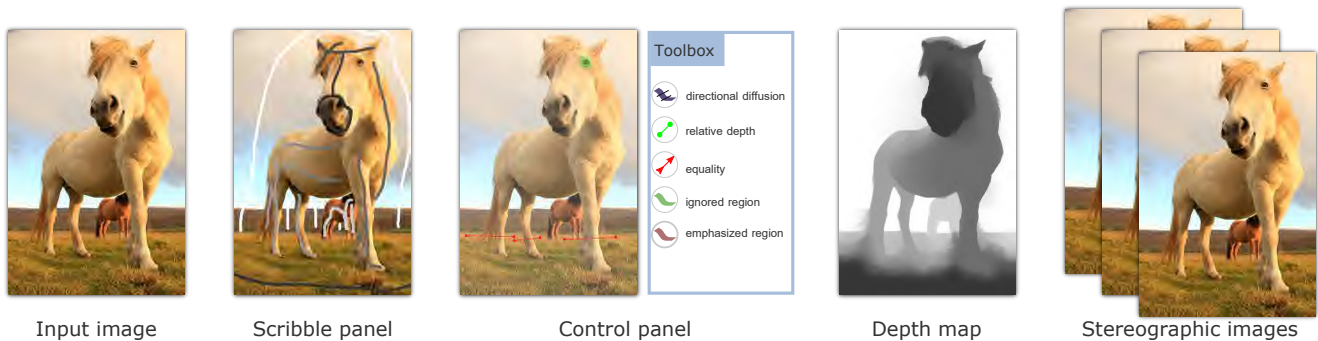 Toolbox
directional diffusion
relative depth
equality
ignored region
emphasized region
Input image
Scribble panel
Control panel
Depth map
Stereographic images